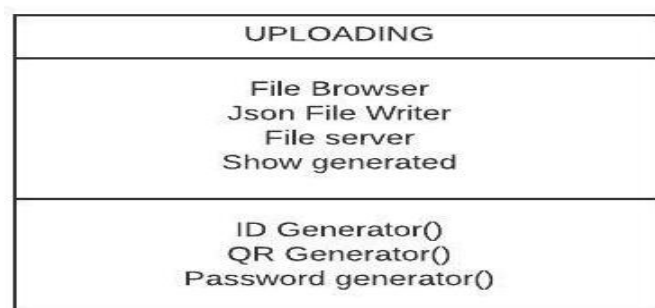 UPLOADING
File Browser
Json File Writer
File server
Show generated
ID Generator()
QR Generator()
Password generator()